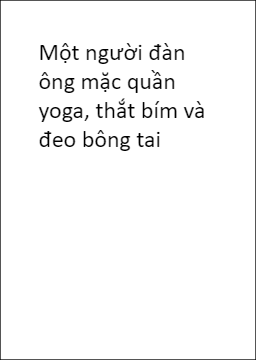 Một người đàn
ông mặc quần
yoga, thắt bím và
đeo bông tai